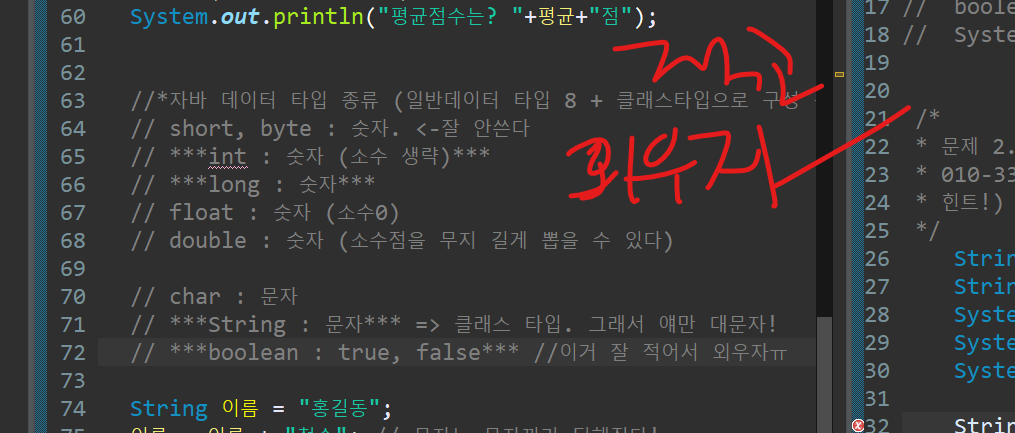 60 System.out.println("평균점수는? "+평균+"점");
61
62
63 //*자바 데이터 타입 종류 (일반데이터 타입 8 + 클래스타입으로 구성
64 // short, byte : 숫자. <-잘 안쓴다
65 // ***int : 숫자 (소수 생략)***
66 // ***long : 숫자***
67 // float : 숫자 (소수0)
68 // double : 숫자 (소수점을 무지 길게 뽑을 수 있다)
69
70 // char : 문자
71 // ***String : 문자*** => 클래스 타입. 그래서 얘만 대문자!
72 // ***boolean : true, false*** //이거 잘 적어서 외우자ㅠ
73
74 String 이름 = "홍길동";
외우자
17 // boole
18 // Syste
19
20
21 /*
22 * 문제 2.
23 * 010-33
24 * 힌트!)
25 */
26 Strin
27 Strin
28 Syste
29 Syste
30 Syste
31
32 Strin